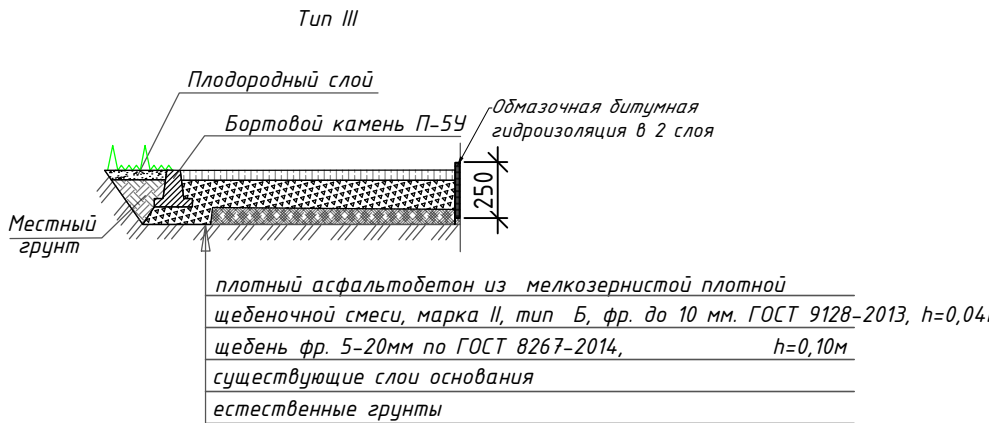 Тип III
Плодородный слой
Бортовой камень П-5У
Обмазочная битумная
гидроизоляция в 2 слоя
250
Местный
грунт
плотный асфальтобетон из мелкозернистой плотной
щебеночной смеси, марка II, тип Б, фр. до 10 мм. ГОСТ 9128-2013, h=0,04
щебень фр. 5-20мм по ГОСТ 8267-2014, h=0,10м
существующие слои основания
естественные грунты